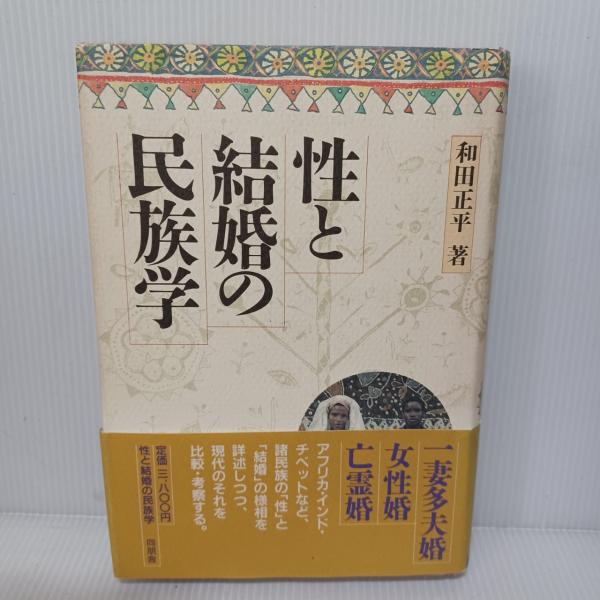 性と
結婚の
民族学
和田正平 著
一妻多夫婚
女性婚
亡霊婚
アフリカ・インド・
チベットなど、
諸民族の「性」と
「結婚」の様相を
詳述しつつ、
現代のそれを
比較・考察する。
定価 三、八〇〇円
性と結婚の民族学
同朋舎